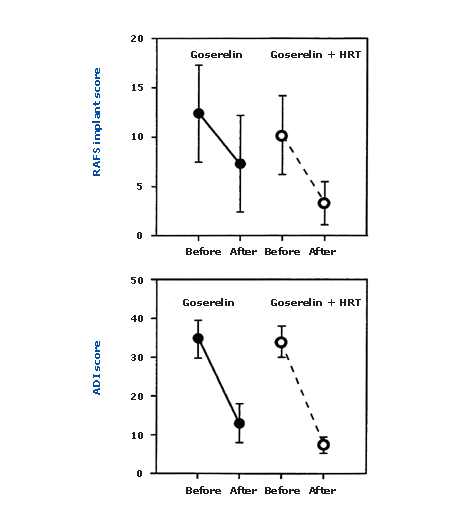 20
Goserelin Goserelin + HRT
15
RAFS implant score
10
5
0
Before After Before After
50
Goserelin Goserelin + HRT
40
30
ADI score
20
10
0
Before After Before After